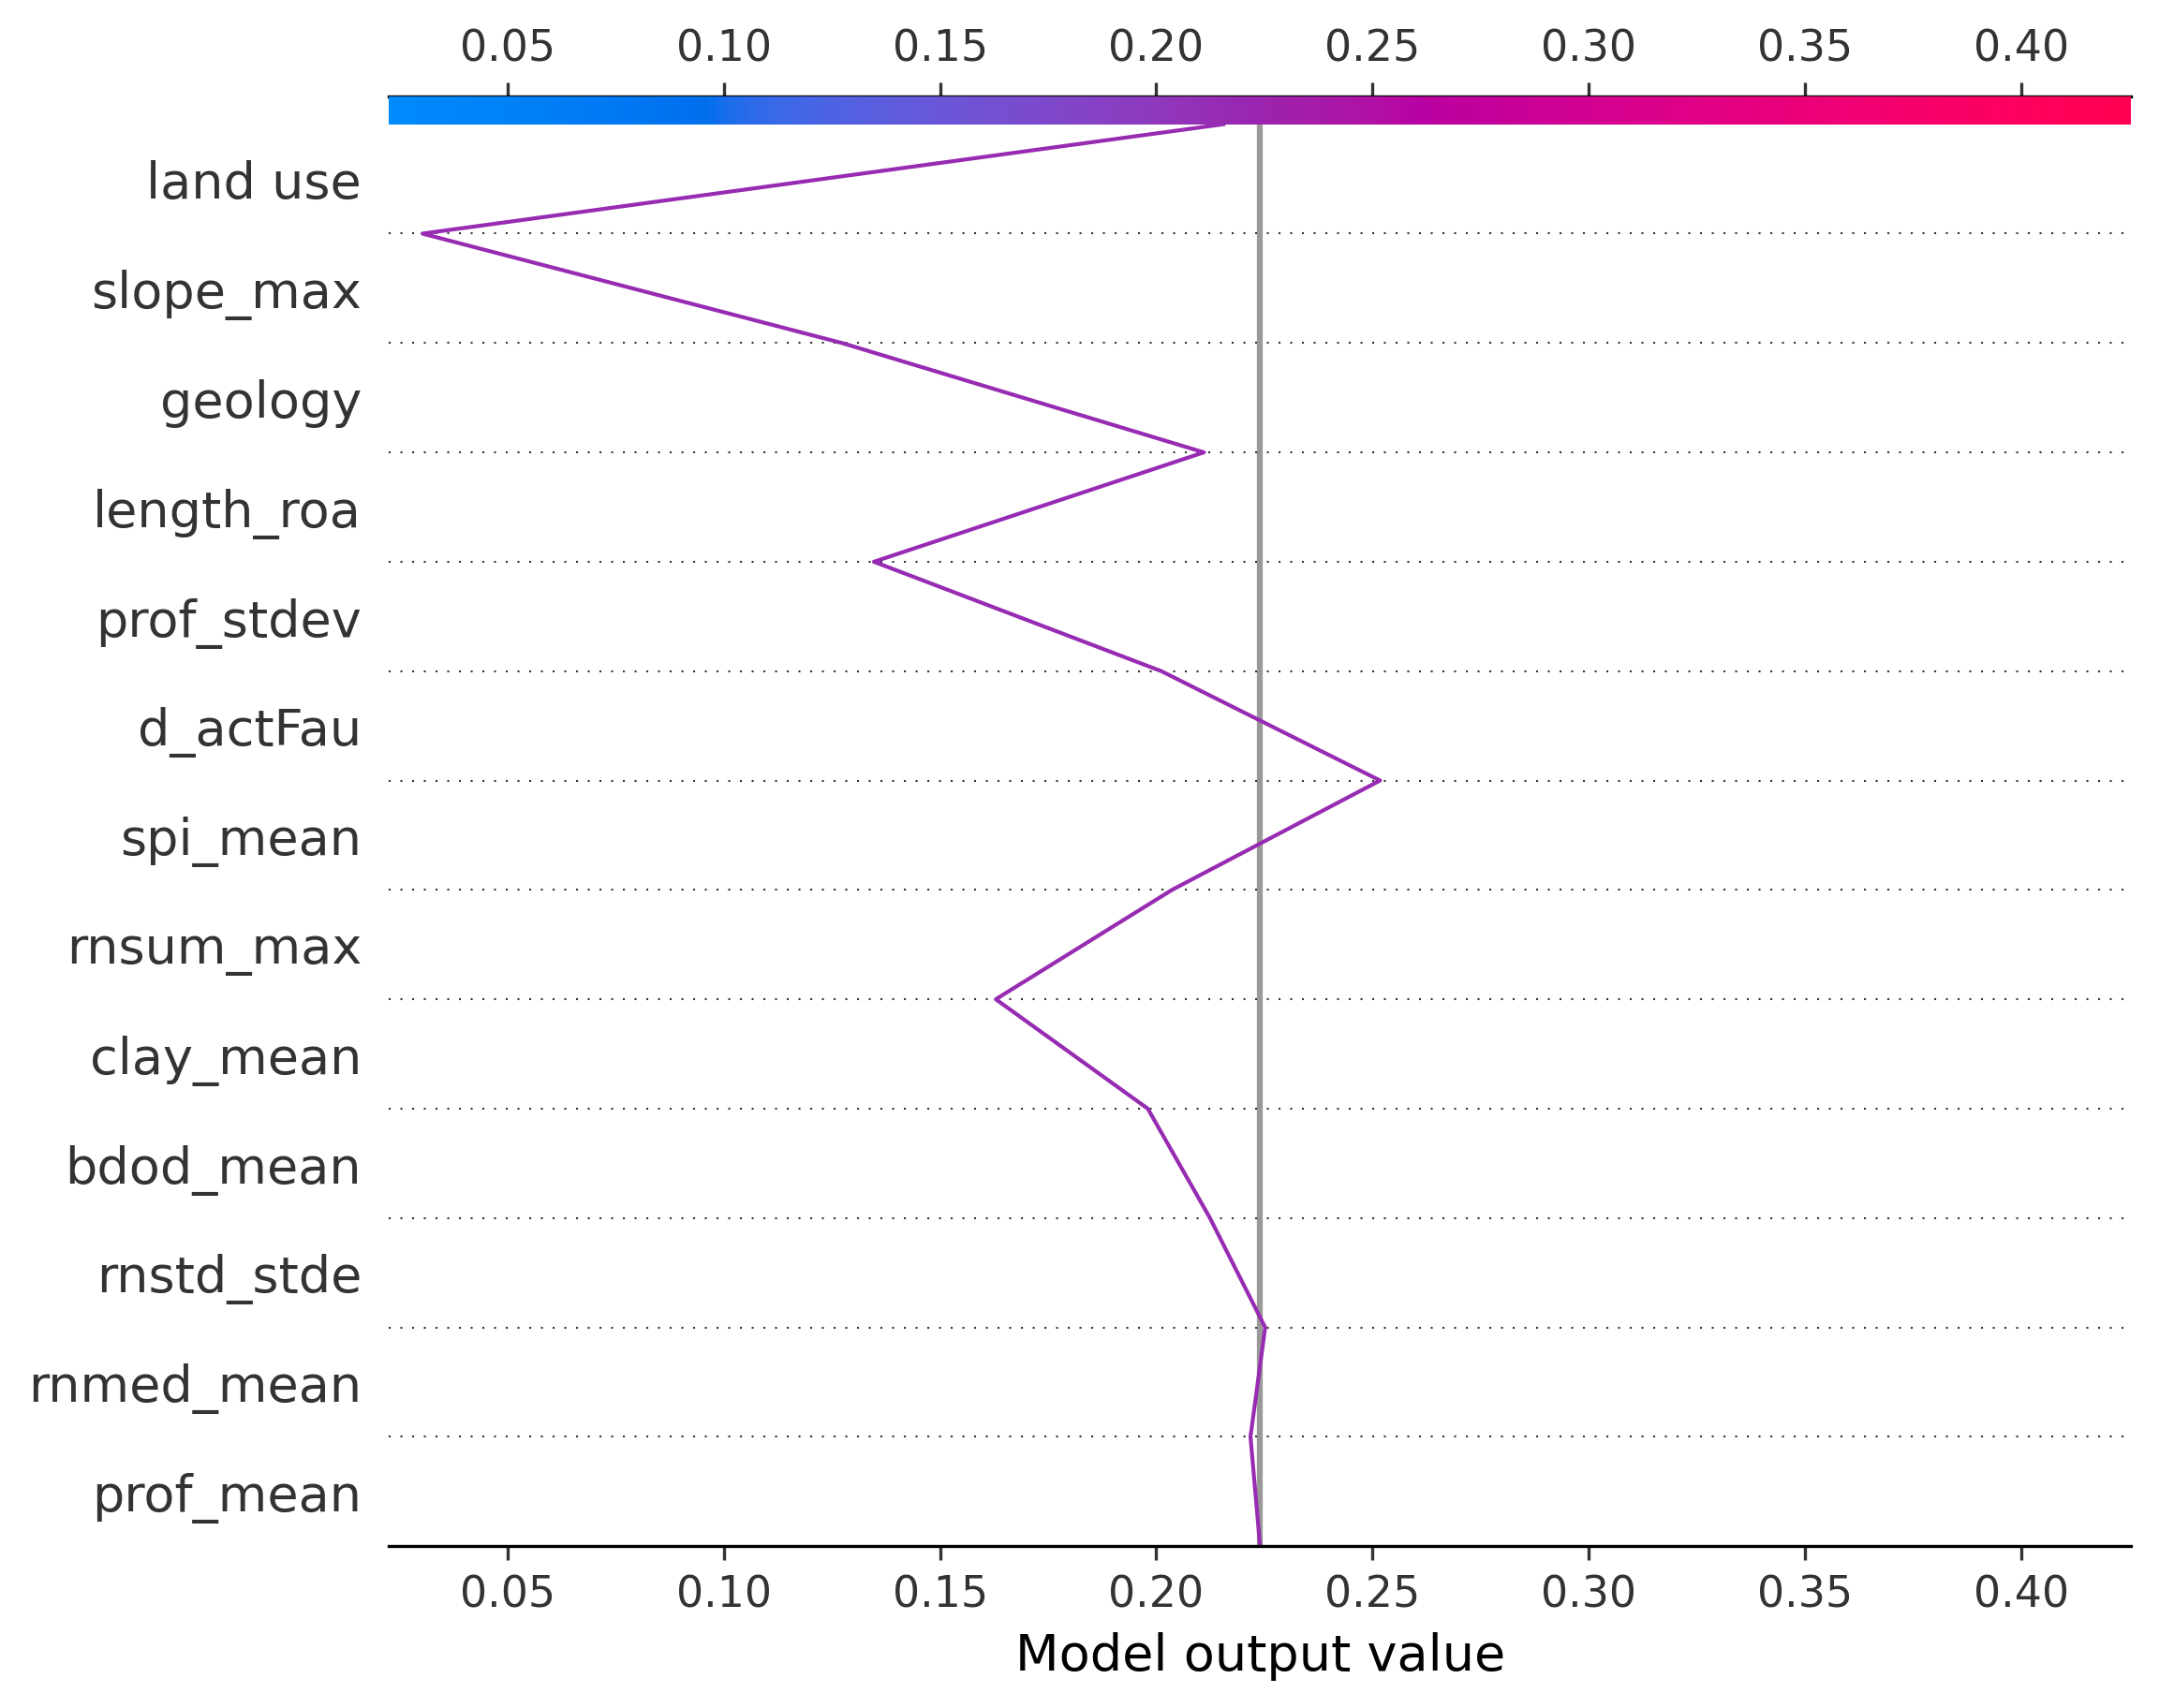 0.05 0.10 0.15 0.20 0.25 0.30 0.35 0.40
land use
slope_max
geology
length_roa
prof_stdev
d_actFau
spi_mean
rnsum_max
clay_mean
bdod_mean
rnstd_stde
rnmed_mean
prof_mean
0.05 0.10 0.15 0.20 0.25 0.30 0.35 0.40
Model output value